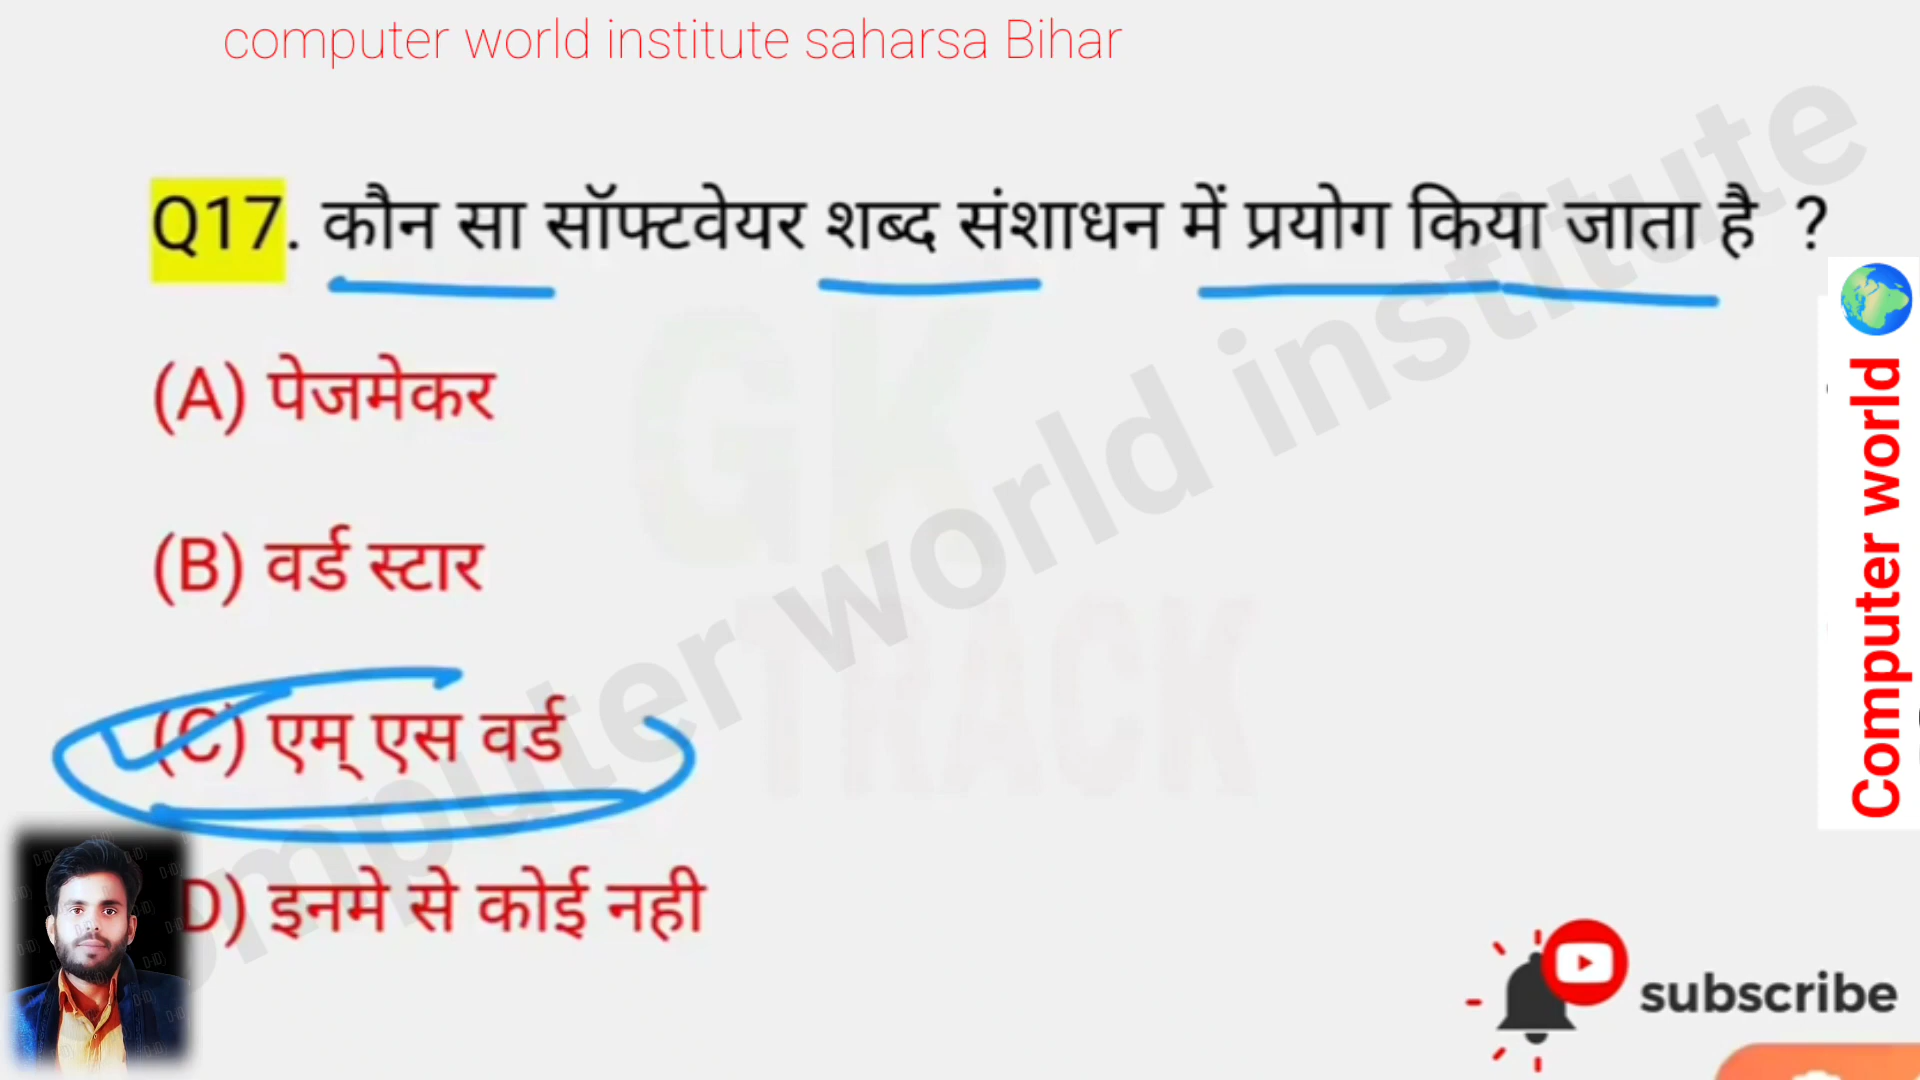 computer world institute saharsa Bihar
Q17. कौन सा सॉफ्टवेयर शब्द संशाधन में प्रयोग किया जाता है ?
(A) पेजमेकर
(B) वर्ड स्टार
(C) एम् एस वर्ड
D) इनमे से कोई नही
Computer world
subscribe
computer world institute
GK
TRACK